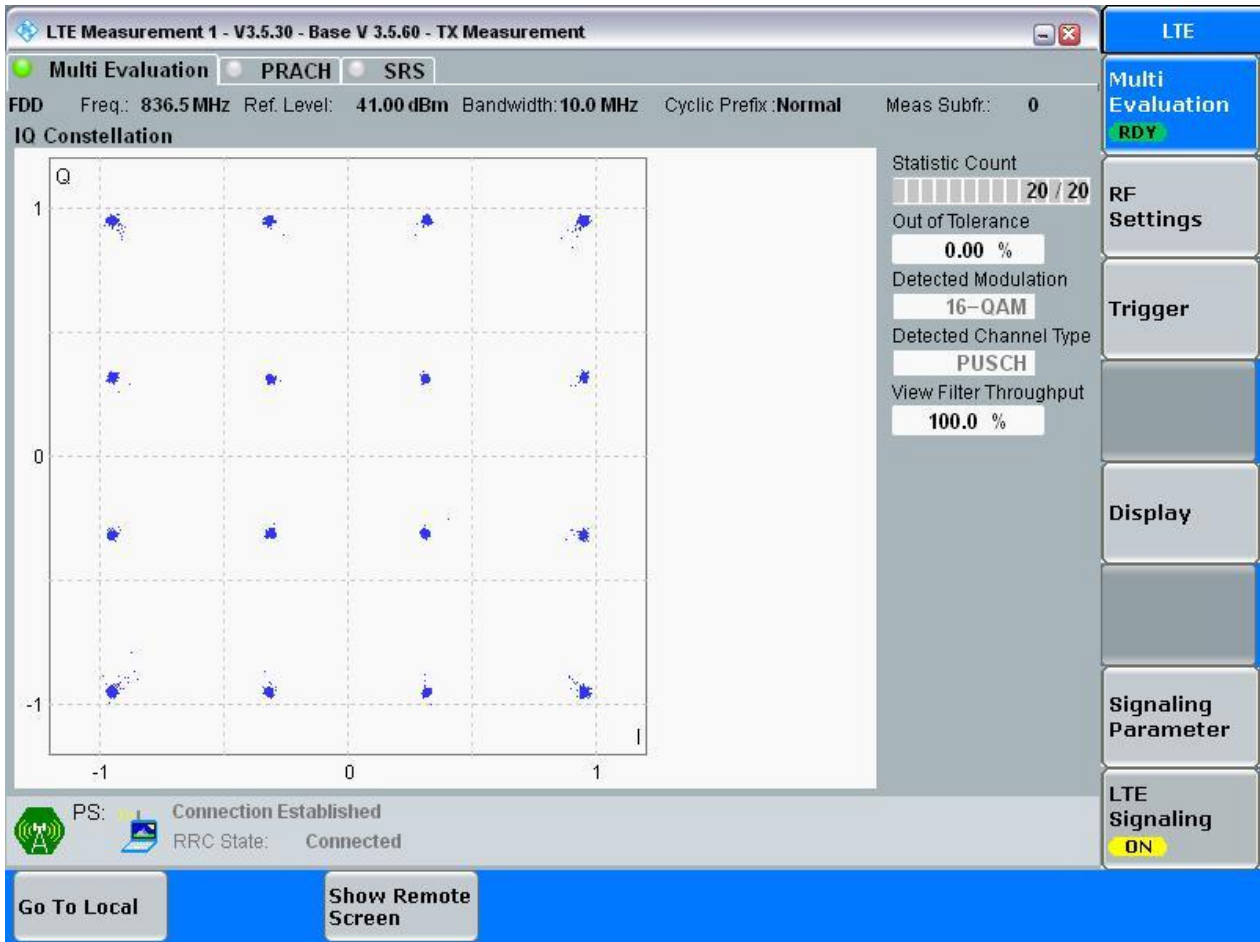 LTE Measurement 1 - V3.5.30 - Base V 3.5.60 - TX Measurement
LTE
Multi Evaluation PRACH SRS
FDD Freq.: 836.5 MHz Ref. Level: 41.00 dBm Bandwidth: 10.0 MHz Cyclic Prefix :Normal Meas Subfr.: 0
IQ Constellation
Q
1
0
-1
I
-1 0 1
Statistic Count
20 / 20
Out of Tolerance
0.00 %
Detected Modulation
16-QAM
Detected Channel Type
PUSCH
View Filter Throughput
100.0 %
Multi
Evaluation
RDY
RF
Settings
Trigger
Display
Signaling
Parameter
LTE
Signaling
ON
PS: Connection Established
RRC State: Connected
Go To Local
Show Remote
Screen